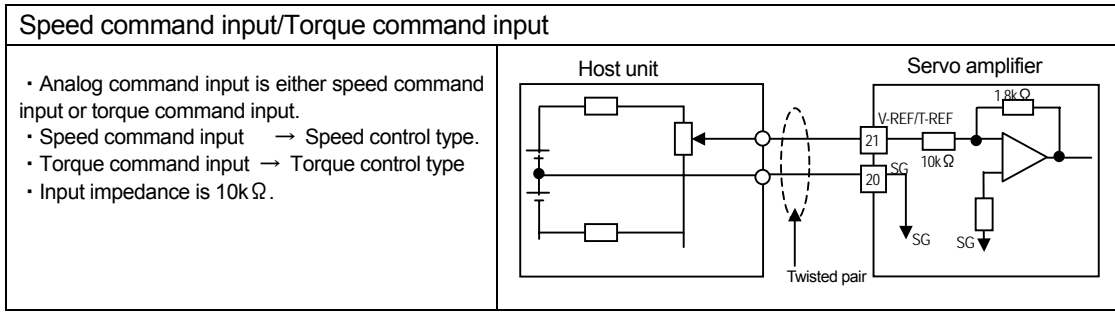 Speed command input/Torque command input
・Analog command input is either speed command
input or torque command input.
・Speed command input → Speed control type.
・Torque command input → Torque control type
・Input impedance is 10kΩ.
Host unit
Servo amplifier
1.8kΩ
V-REF/T-REF
21
10kΩ
SG
20
SG
SG
Twisted pair